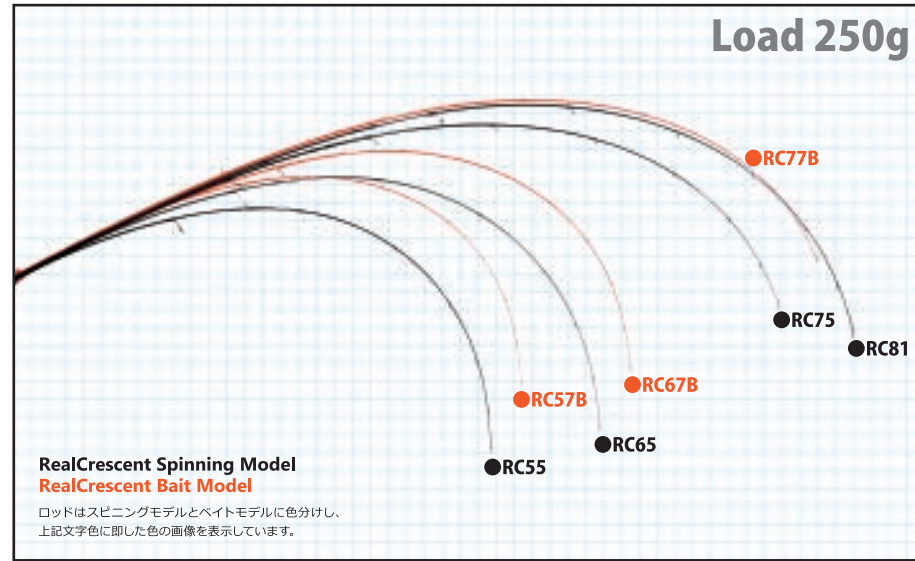 Load 250g
RC77B
RC75
RC81
RC67B
RC57B
RC65
RC55
RealCrescent Spinning Model
RealCrescent Bait Model
ロッドはスピニングモデルとベイトモデルに色分けし、
上記文字色に即した色の画像を表示しています。